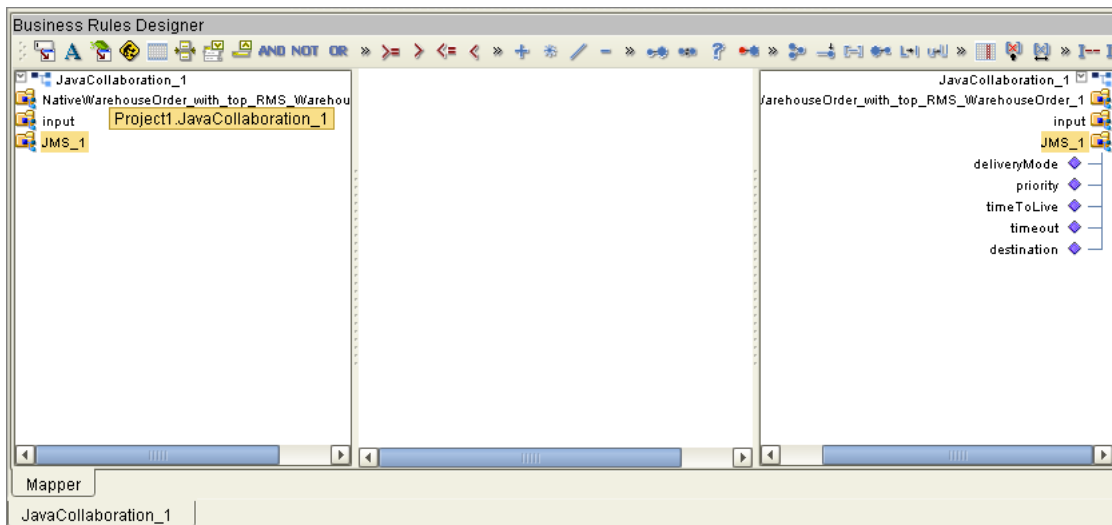 Business Rules Designer
A AND NOT OR » >= > <= < » + * / - » ? » »
JavaCollaboration_1
NativeWarehouseOrder_with_top_RMS_Warehou
input
Project1.JavaCollaboration_1
JMS_1
JavaCollaboration_1
WarehouseOrder_with_top_RMS_WarehouseOrder_1
input
JMS_1
deliveryMode
priority
timeToLive
timeout
destination
Mapper
JavaCollaboration_1